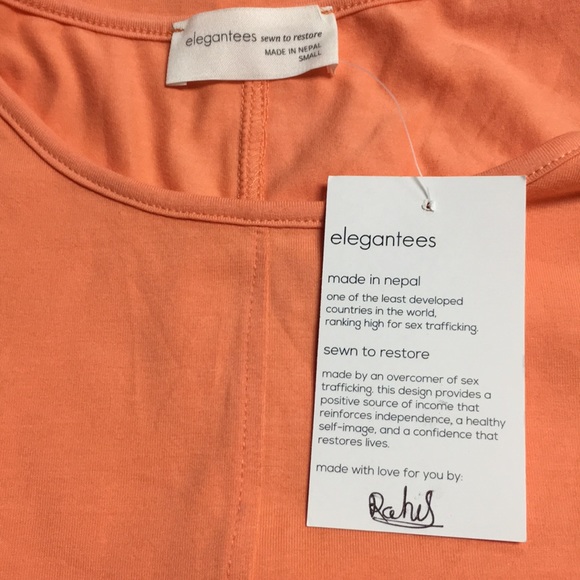 elegantees sewn to restore
MADE IN NEPAL
SMALL
elegantees
made in nepal
one of the least developed
countries in the world,
ranking high for sex trafficking.
sewn to restore
made by an overcomer of sex
trafficking. this design provides a
positive source of income that
reinforces independence, a healthy
self-image, and a confidence that
restores lives.
made with love for you by: